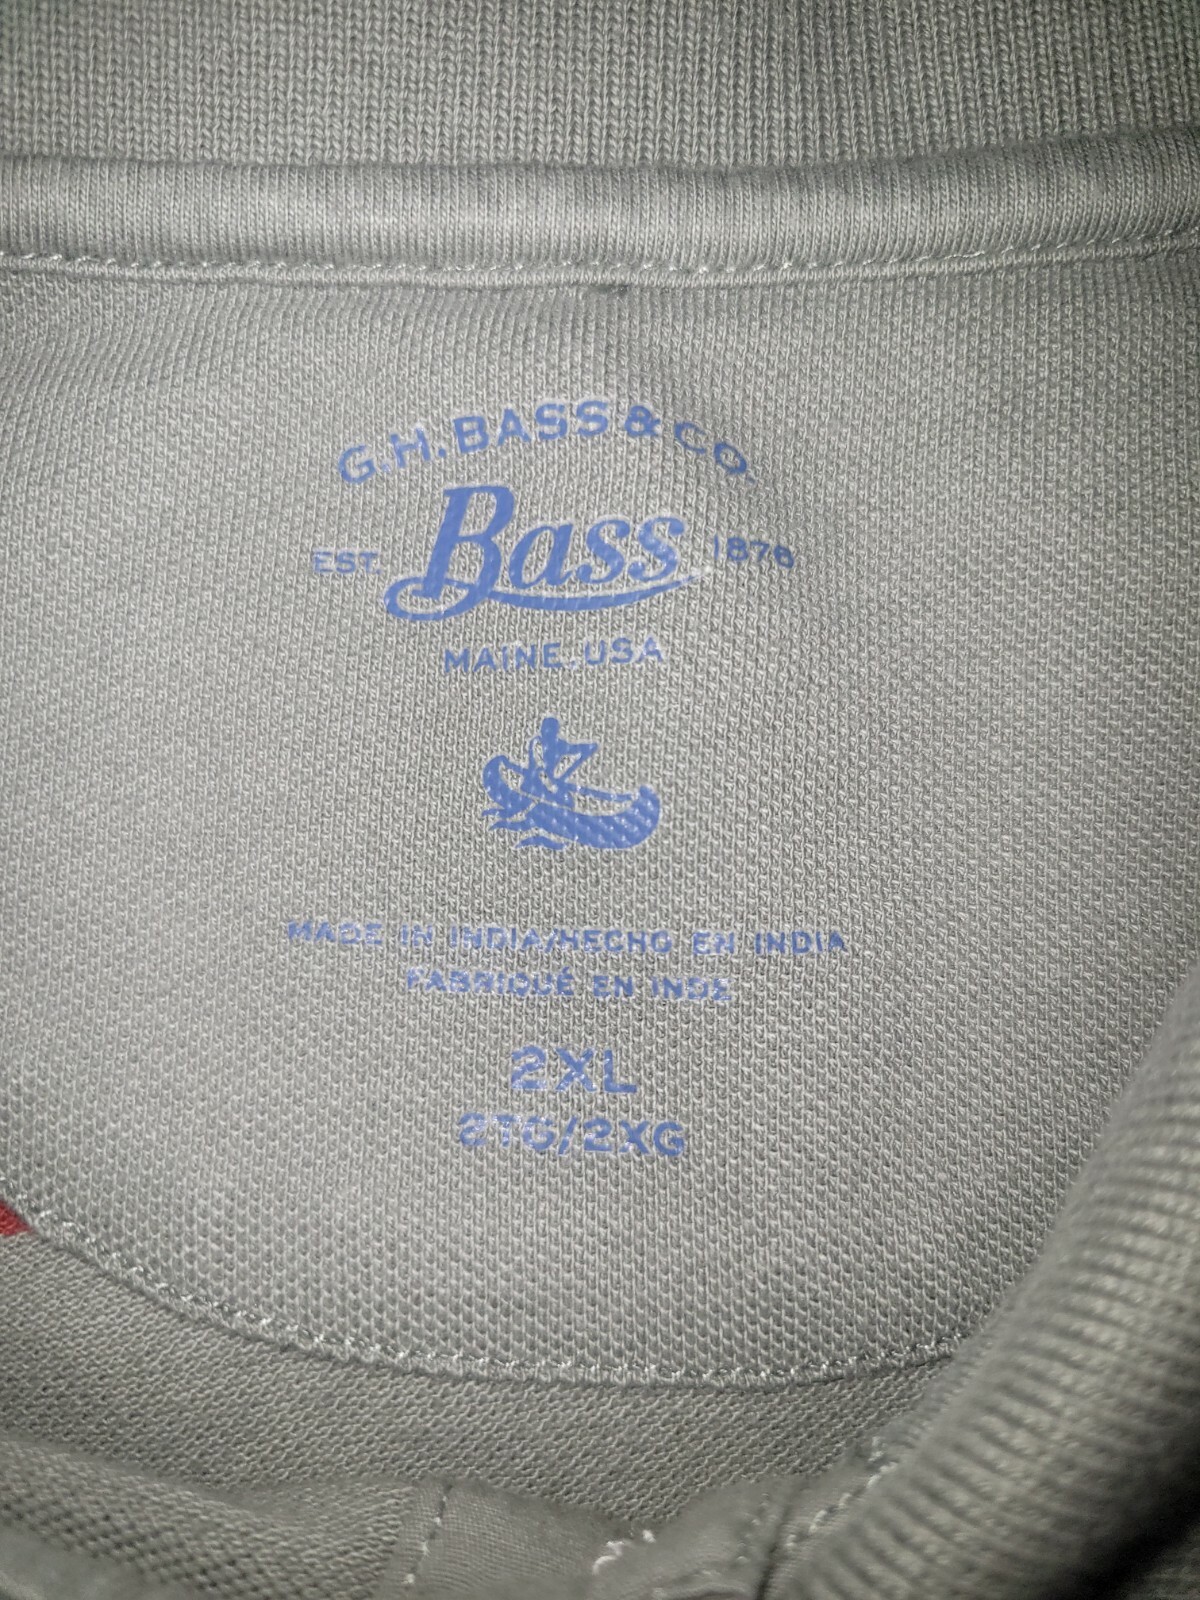 G.H. BASS & CO.
EST. Bass 1876
MAINE, USA
MADE IN INDIA/HECHO EN INDIA
FABRIQUÉ EN INDE
2XL
2TG/2XG